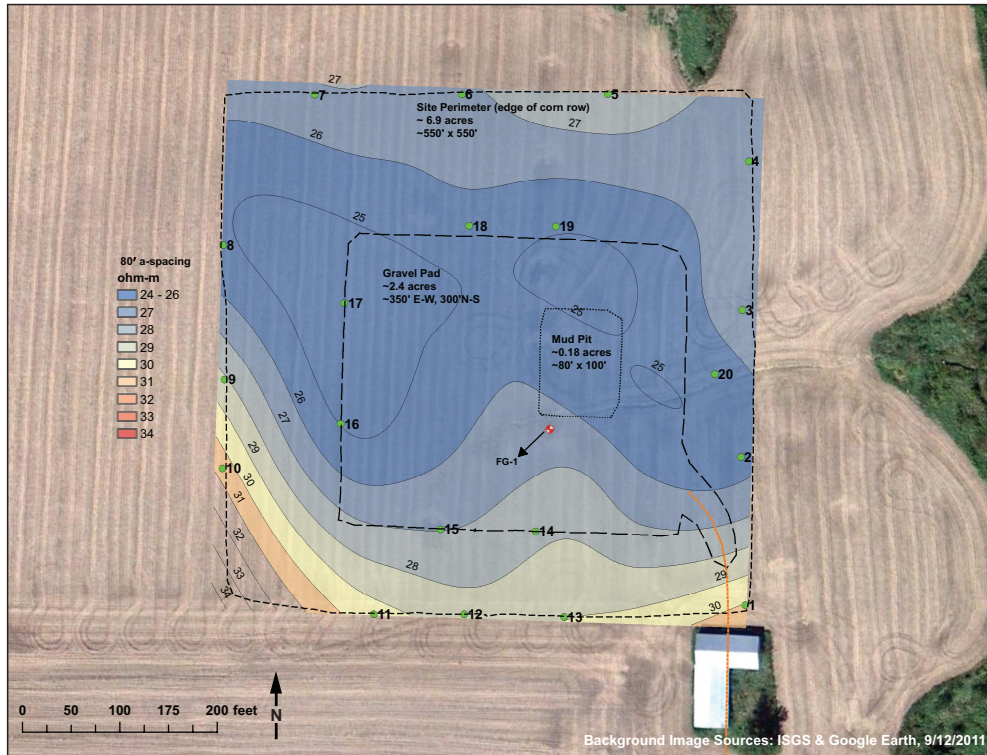 27
7
6
5
Site Perimeter (edge of corn row)
~ 6.9 acres
~550' x 550'
27
26
4
25
18
19
8
80' a-spacing
ohm-m
24 - 26
27
28
29
30
31
32
33
34
Gravel Pad
~2.4 acres
~350' E-W, 300'N-S
17
25
3
Mud Pit
~0.18 acres
~80' x 100'
25
20
9
26
27
16
FG-1
2
29
10
30
31
15
14
32
28
33
29
34
30
1
11
12
13
0 50 100 175 200 feet
N
Background Image Sources: ISGS & Google Earth, 9/12/2011